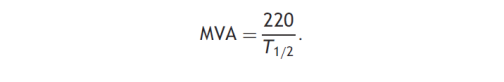 MVA = 220 / T1/2.